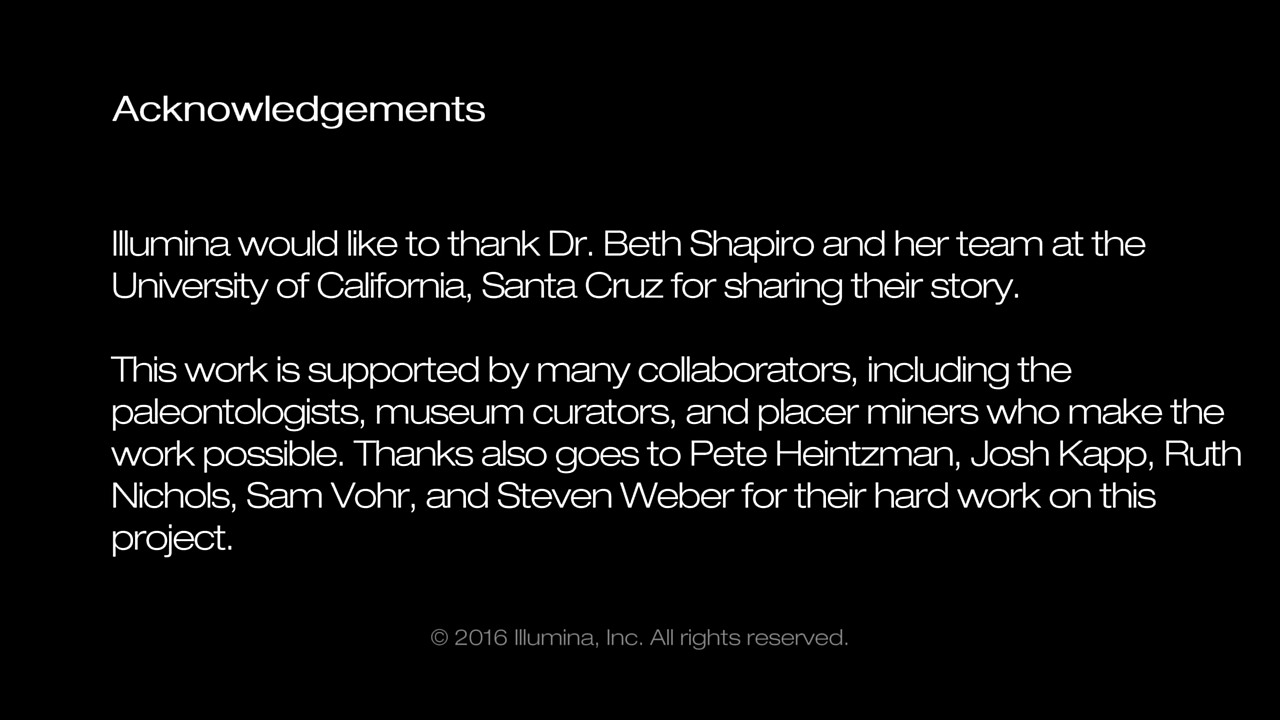 Acknowledgements
Illumina would like to thank Dr. Beth Shapiro and her team at the
University of California, Santa Cruz for sharing their story.
This work is supported by many collaborators, including the
paleontologists, museum curators, and placer miners who make the
work possible. Thanks also goes to Pete Heintzman, Josh Kapp, Ruth
Nichols, Sam Vohr, and Steven Weber for their hard work on this
project.
© 2016 Illumina, Inc. All rights reserved.